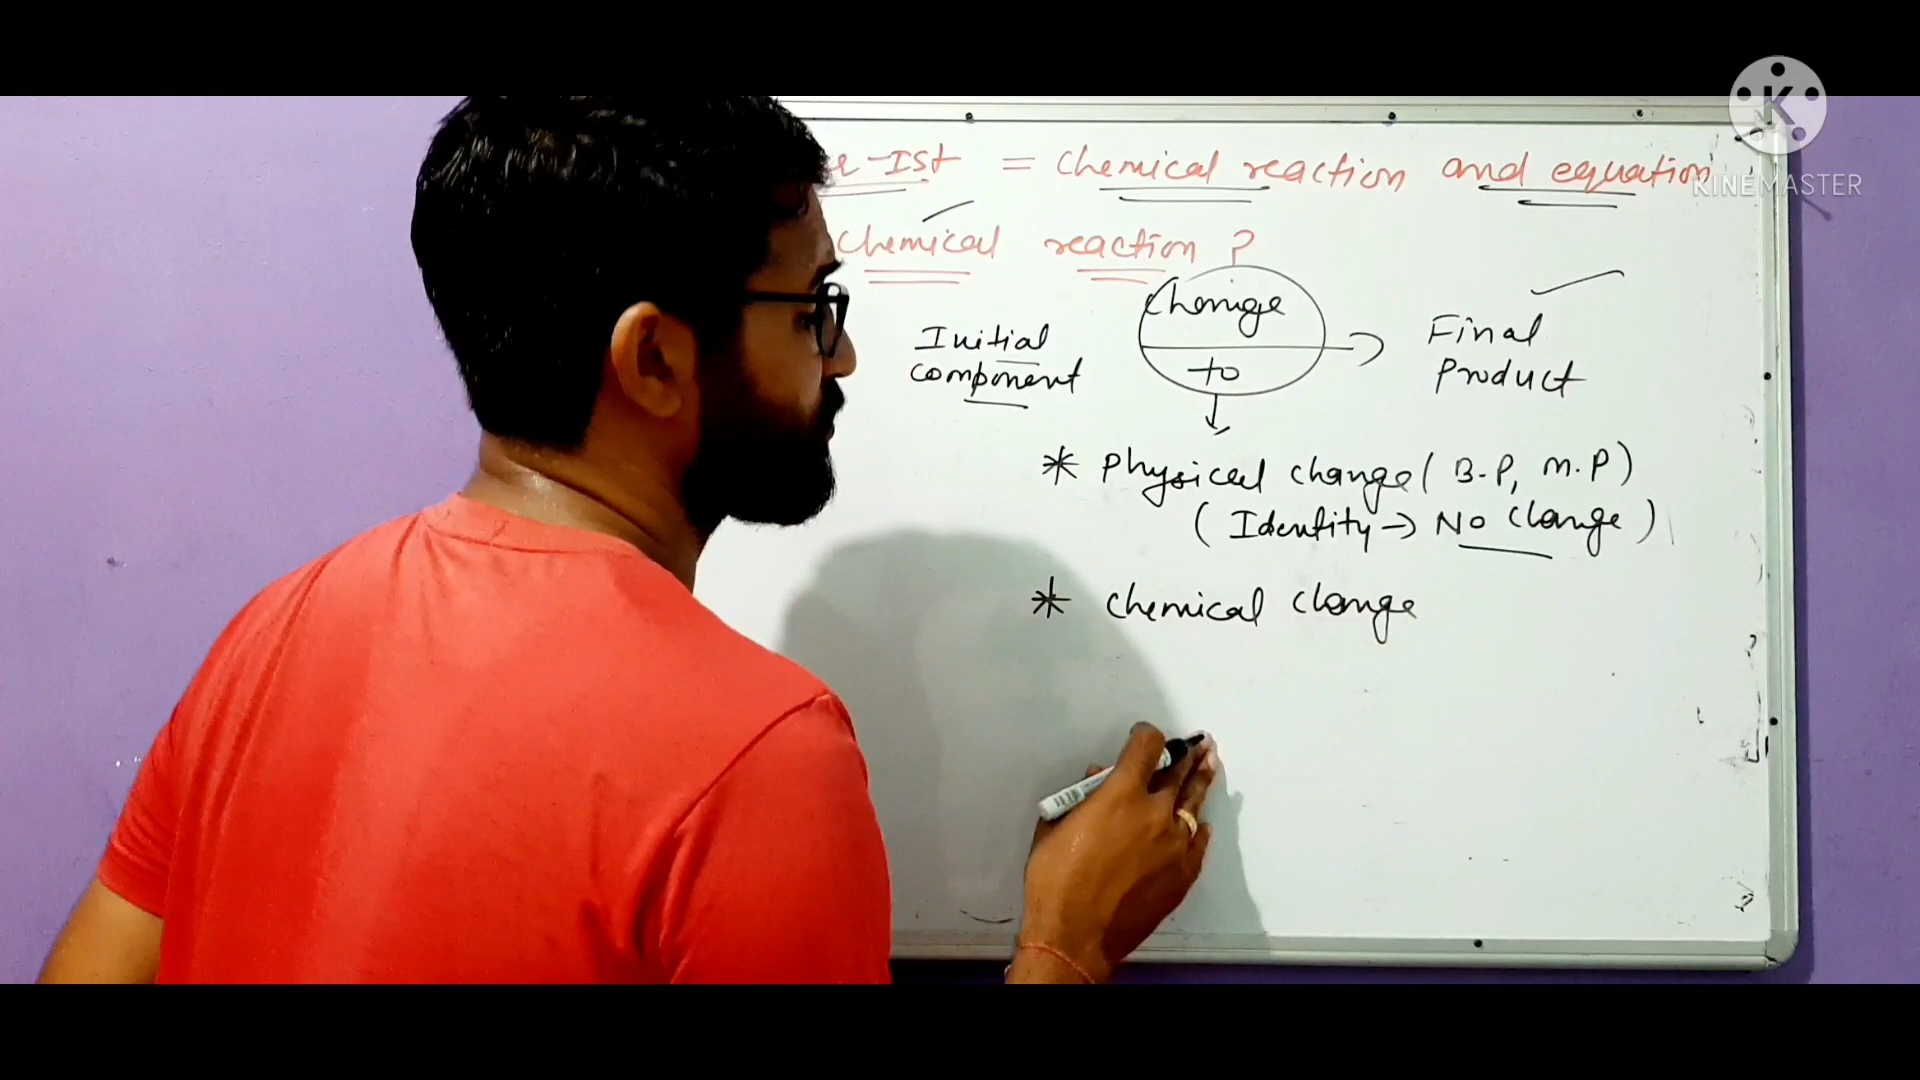 K
-Ist = Chemical reaction and equation
KINEMASTER
Chemical reaction ?
Change
to
Initial
component
Final
Product
* Physical change ( B.P, M.P )
( Identity → No change )
* Chemical change